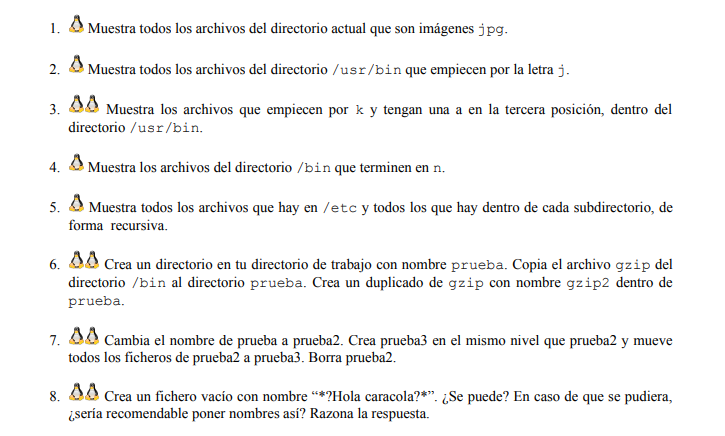 1. Muestra todos los archivos del directorio actual que son imágenes jpg.
2. Muestra todos los archivos del directorio /usr/bin que empiecen por la letra j.
3. Muestra los archivos que empiecen por k y tengan una a en la tercera posición, dentro del
directorio /usr/bin.
4. Muestra los archivos del directorio /bin que terminen en n.
5. Muestra todos los archivos que hay en /etc y todos los que hay dentro de cada subdirectorio, de
forma recursiva.
6. Crea un directorio en tu directorio de trabajo con nombre prueba. Copia el archivo gzip del
directorio /bin al directorio prueba. Crea un duplicado de gzip con nombre gzip2 dentro de
prueba.
7. Cambia el nombre de prueba a prueba2. Crea prueba3 en el mismo nivel que prueba2 y mueve
todos los ficheros de prueba2 a prueba3. Borra prueba2.
8. Crea un fichero vacío con nombre “*?Hola caracola?*”. ¿Se puede? En caso de que se pudiera,
¿sería recomendable poner nombres así? Razona la respuesta.